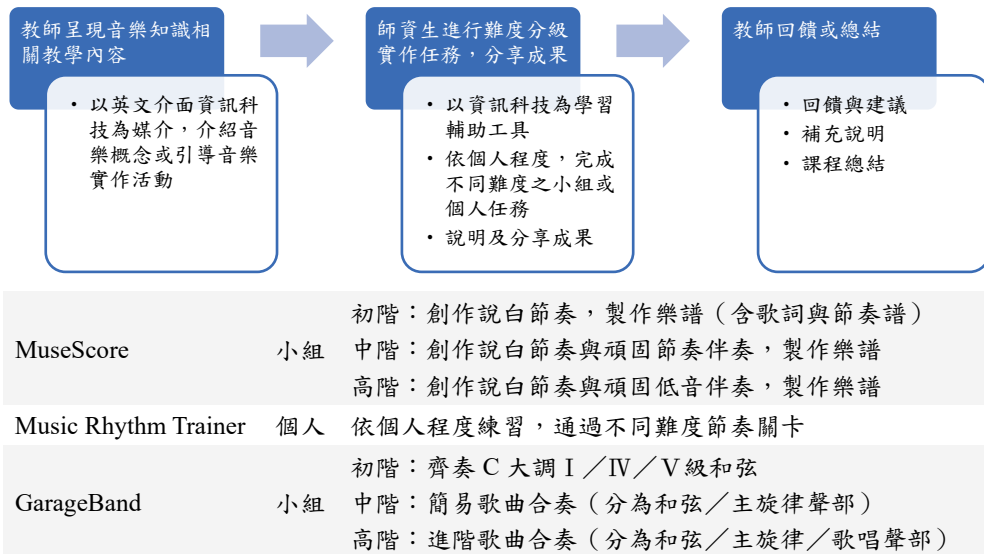 教師呈現音樂知識相
關教學內容
• 以英文介面資訊科
技為媒介，介紹音
樂概念或引導音樂
實作活動
師資生進行難度分級
實作任務，分享成果
• 以資訊科技為學習
輔助工具
• 依個人程度，完成
不同難度之小組或
個人任務
• 說明及分享成果
教師回饋或總結
• 回饋與建議
• 補充說明
• 課程總結
初階：創作說白節奏，製作樂譜（含歌詞與節奏譜）
MuseScore 小組 中階：創作說白節奏與頑固節奏伴奏，製作樂譜
高階：創作說白節奏與頑固低音伴奏，製作樂譜
Music Rhythm Trainer 個人 依個人程度練習，通過不同難度節奏關卡
初階：齊奏 C 大調Ⅰ／Ⅳ／Ⅴ級和弦
GarageBand 小組 中階：簡易歌曲合奏（分為和弦／主旋律聲部）
高階：進階歌曲合奏（分為和弦／主旋律／歌唱聲部）